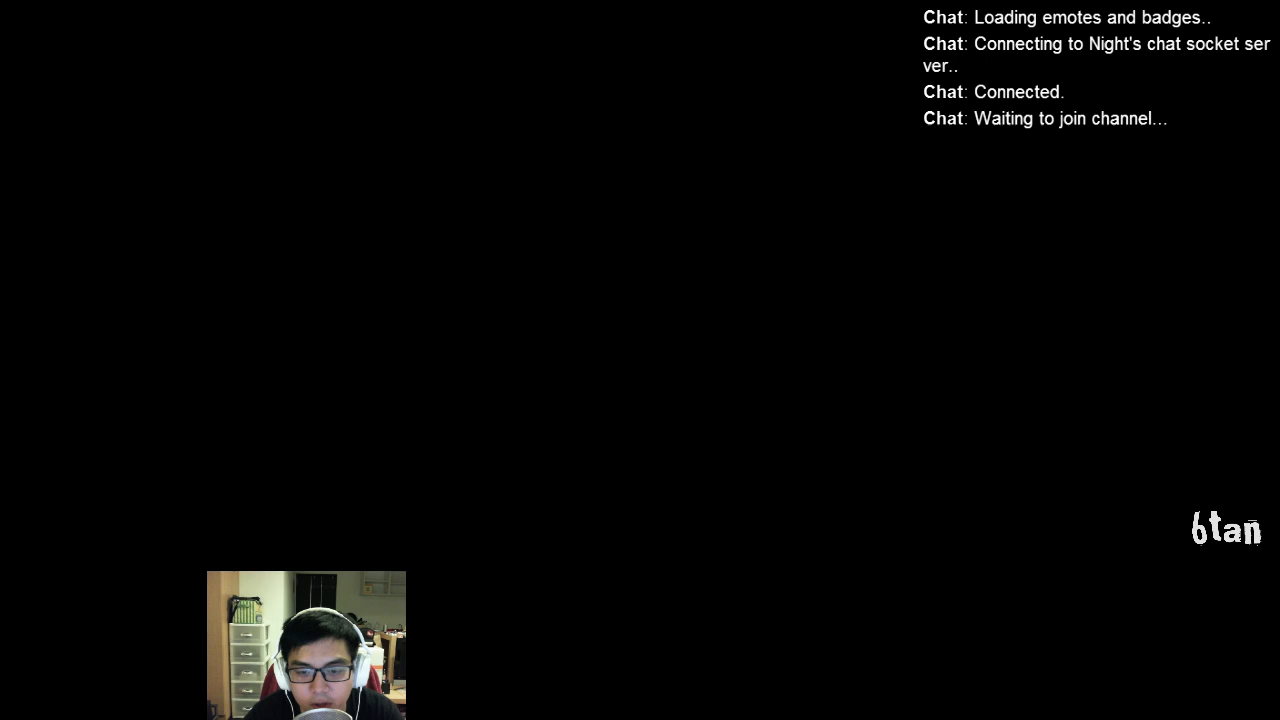 Chat: Loading emotes and badges..
Chat: Connecting to Night's chat socket ser
ver..
Chat: Connected.
Chat: Waiting to join channel...
6tan